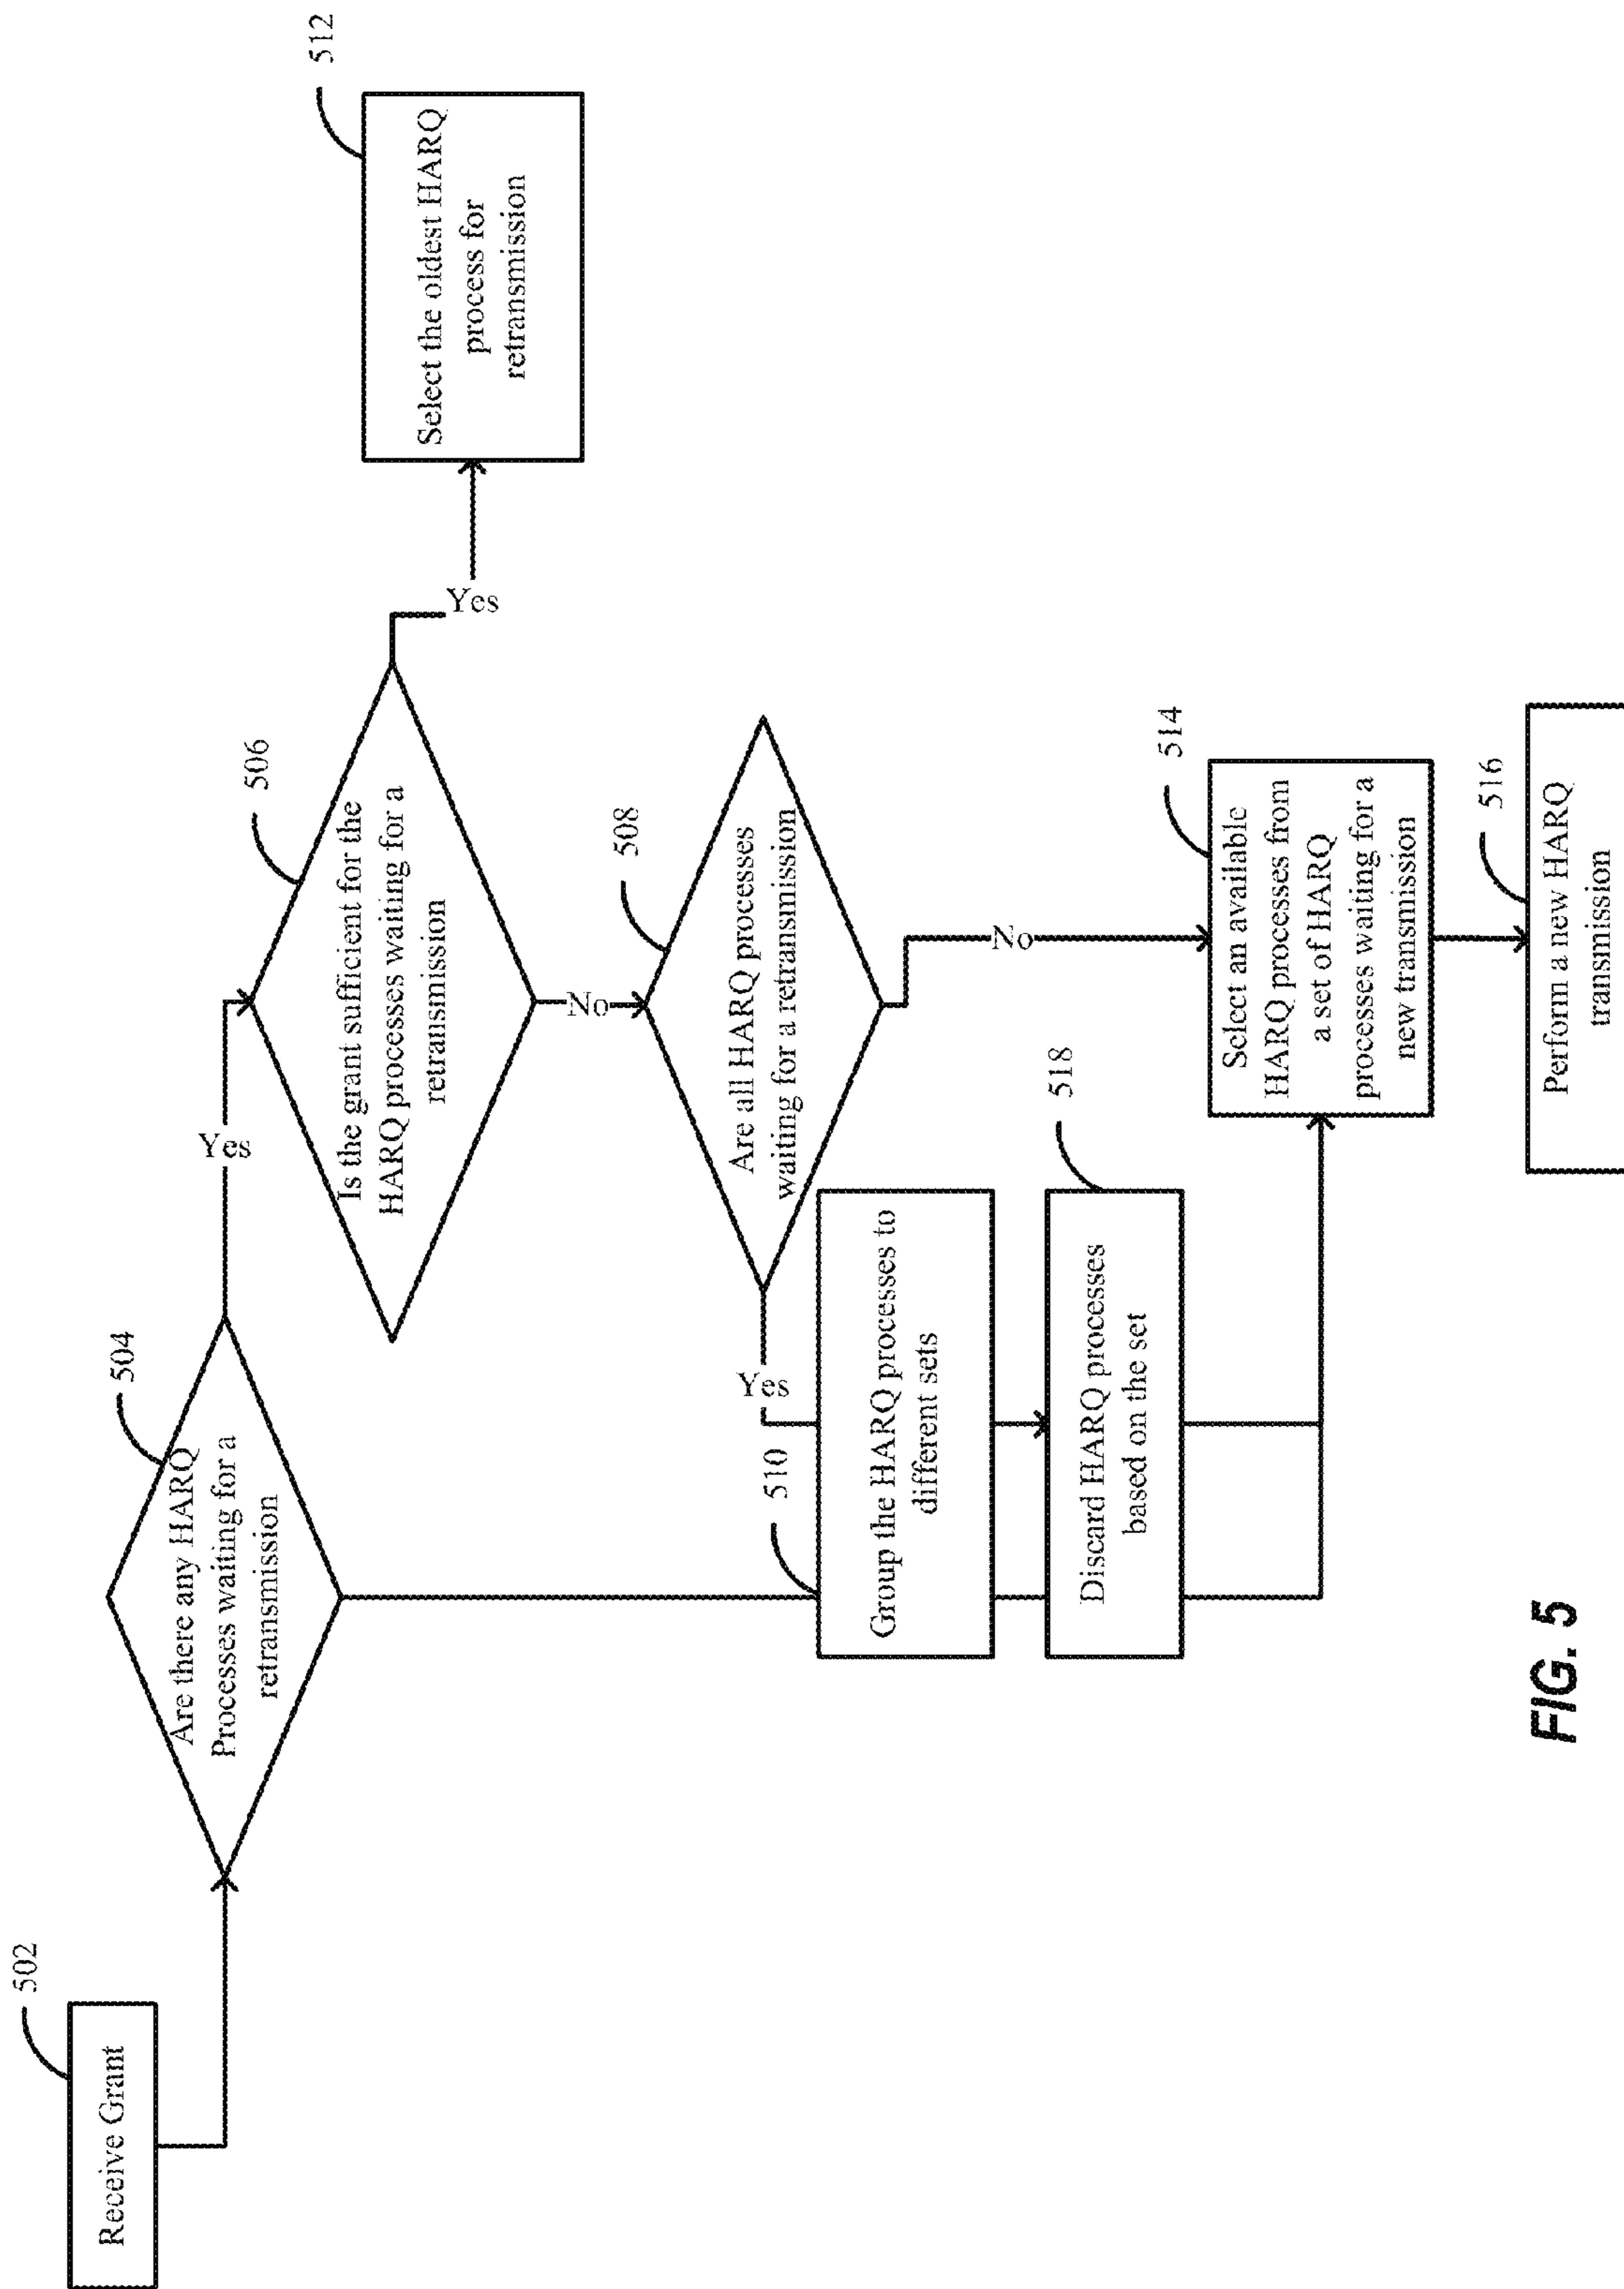 502
Receive Grant
504
Are there any HARQ
Processes waiting for a
retransmission
Yes
506
Is the grant sufficient for the
HARQ processes waiting for a
retransmission
Yes
512
Select the oldest HARQ
process for
retransmission
No
508
Are all HARQ processes
waiting for a retransmission
Yes
510
Group the HARQ processes to
different sets
518
Discard HARQ processes
based on the set
No
514
Select an available
HARQ processes from
a set of HARQ
processes waiting for a
new transmission
516
Perform a new HARQ
transmission
FIG. 5